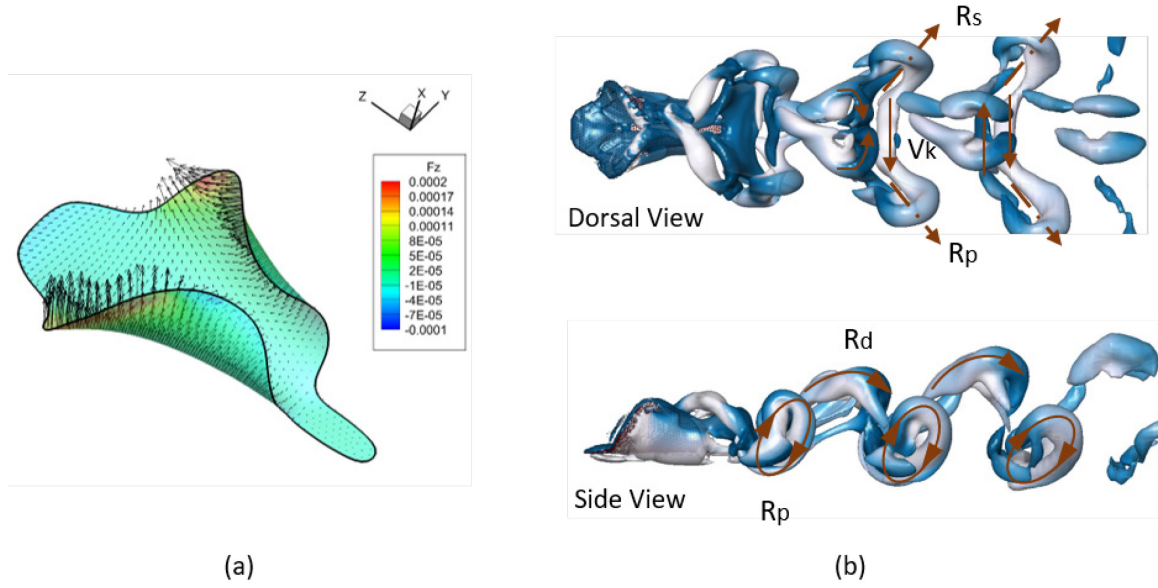 Z X Y
Fz
0.0002
0.00017
0.00014
0.00011
8E-05
5E-05
2E-05
-1E-05
-4E-05
-7E-05
-0.0001
(a)
Rs
Vk
Dorsal View
Rp
Rd
Side View
Rp
(b)